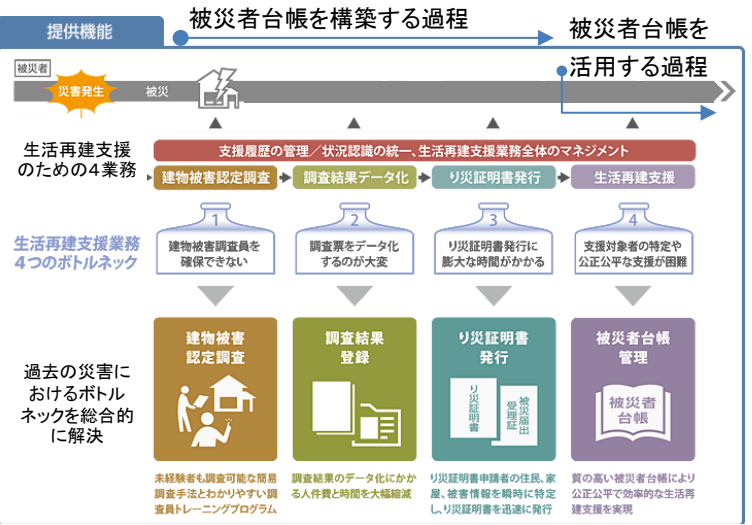 提供機能
被災者台帳を構築する過程
被災者台帳を
活用する過程
被災者
災害発生
被災
生活再建支援
のための4業務
支援履歴の管理／状況認識の統一、生活再建支援業務全体のマネジメント
建物被害認定調査
調査結果データ化
り災証明書発行
生活再建支援
生活再建支援業務
4つのボトルネック
1
建物被害調査員を
確保できない
2
調査票をデータ化
するのが大変
3
り災証明書発行に
膨大な時間がかかる
4
支援対象者の特定や
公正公平な支援が困難
過去の災害に
おけるボトル
ネックを総合的
に解決
建物被害
認定調査
調査結果
登録
り災証明書
発行
り災証明書
被災届出
受理証
被災者台帳
管理
被災者
台帳
未経験者も調査可能な簡易
調査手法とわかりやすい調
査員トレーニングプログラム
調査結果のデータ化にかか
る人件費と時間を大幅縮減
り災証明書申請者の住民、家
屋、被害情報を瞬時に特定
し、り災証明書を迅速に発行
質の高い被災者台帳により
公正公平で効率的な生活再
建支援を実現